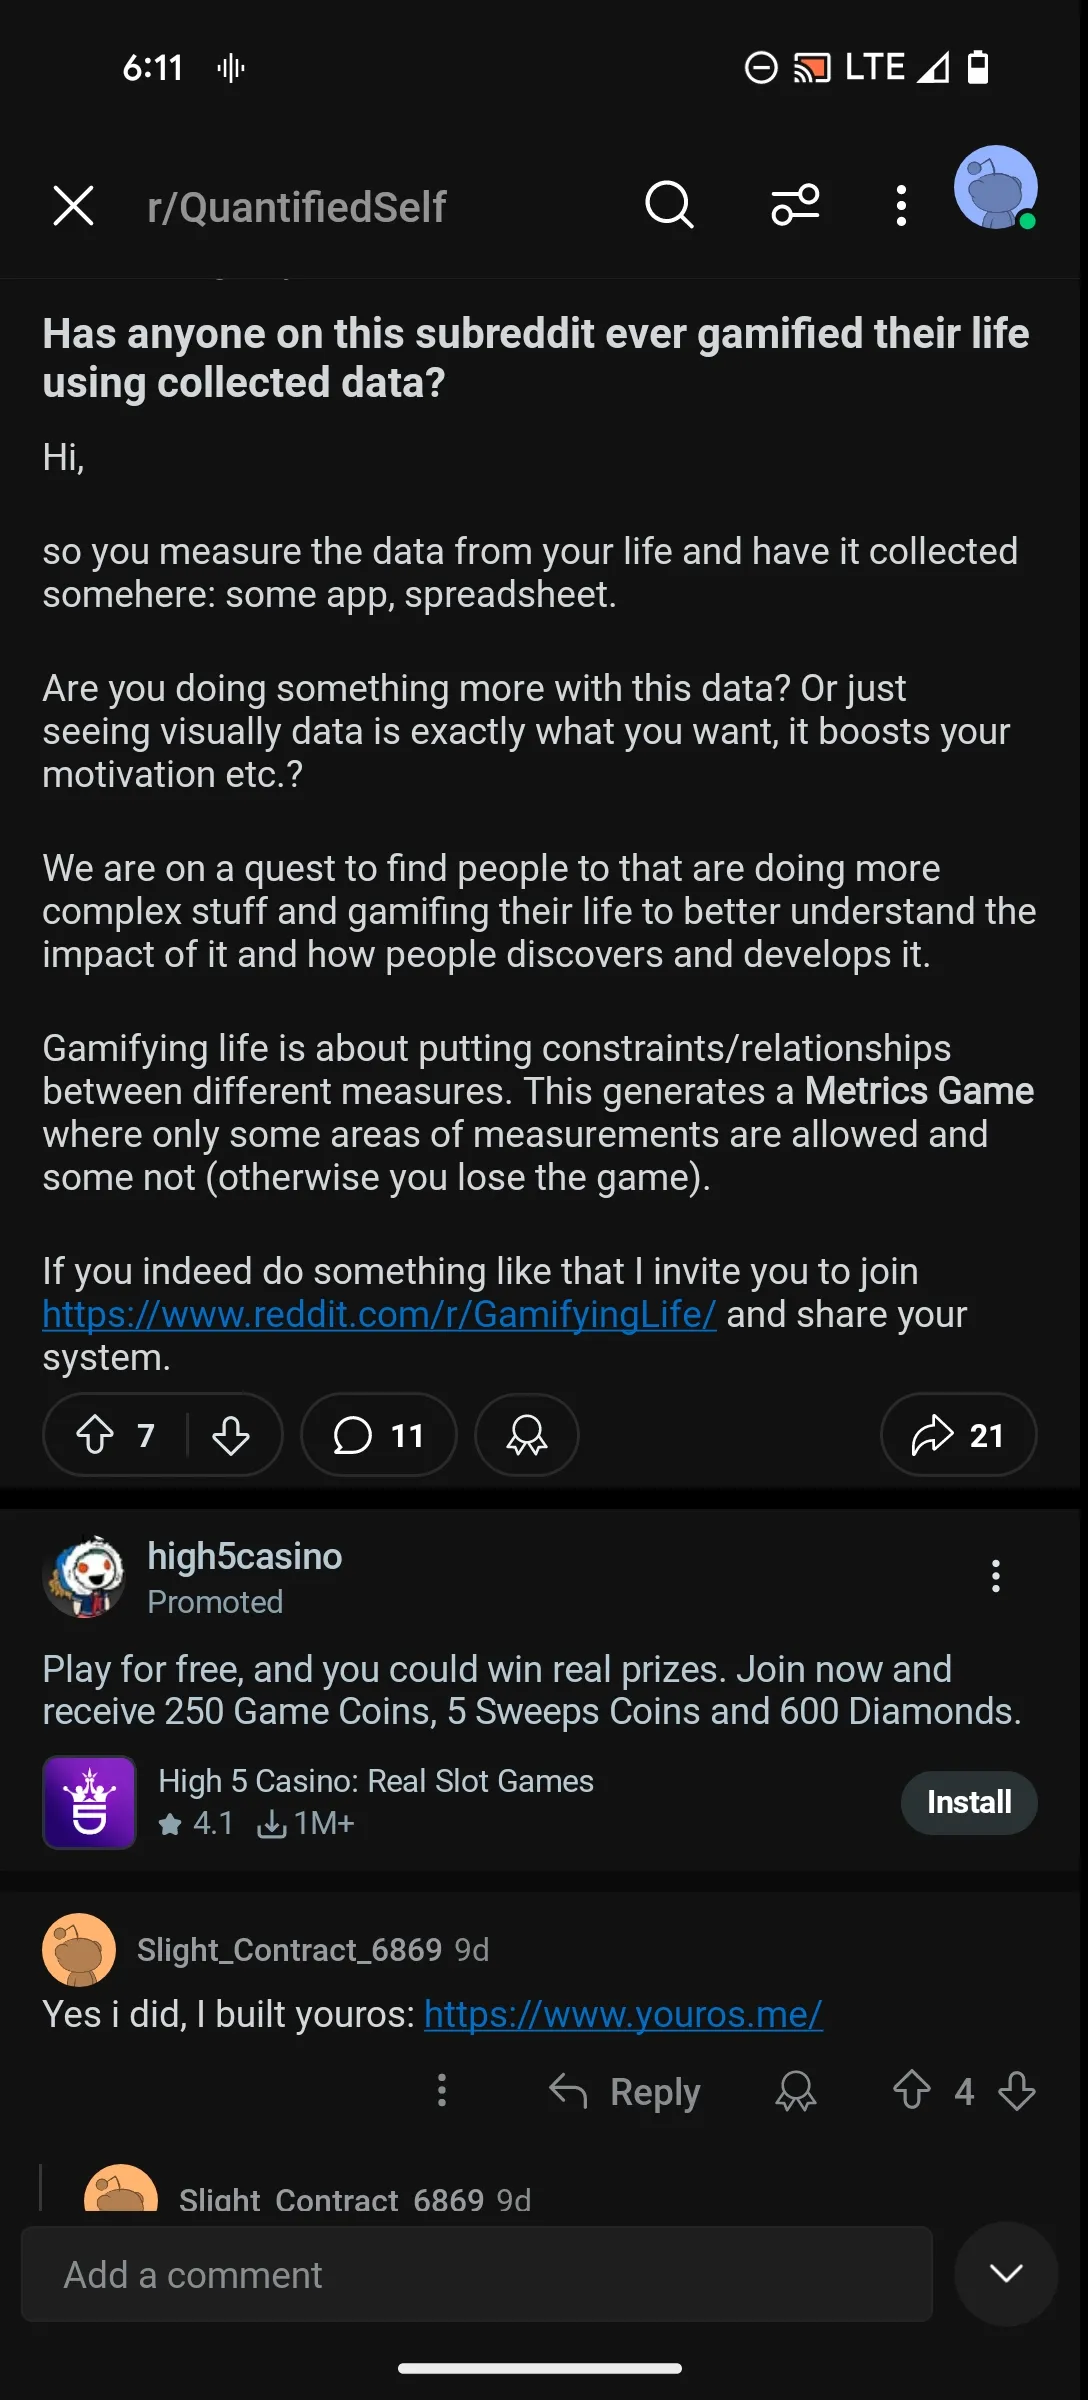 6:11
LTE
r/QuantifiedSelf
Has anyone on this subreddit ever gamified their life
using collected data?
Hi,
so you measure the data from your life and have it collected
somehere: some app, spreadsheet.
Are you doing something more with this data? Or just
seeing visually data is exactly what you want, it boosts your
motivation etc.?
We are on a quest to find people to that are doing more
complex stuff and gamifing their life to better understand the
impact of it and how people discovers and develops it.
Gamifying life is about putting constraints/relationships
between different measures. This generates a Metrics Game
where only some areas of measurements are allowed and
some not (otherwise you lose the game).
If you indeed do something like that I invite you to join
https://www.reddit.com/r/GamifyingLife/ and share your
system.
7
11
21
high5casino
Promoted
Play for free, and you could win real prizes. Join now and
receive 250 Game Coins, 5 Sweeps Coins and 600 Diamonds.
5
High 5 Casino: Real Slot Games
4.1 1M+
Install
Slight_Contract_6869 9d
Yes i did, I built youros: https://www.youros.me/
Reply
4
Slight_Contract_6869 9d
Add a comment